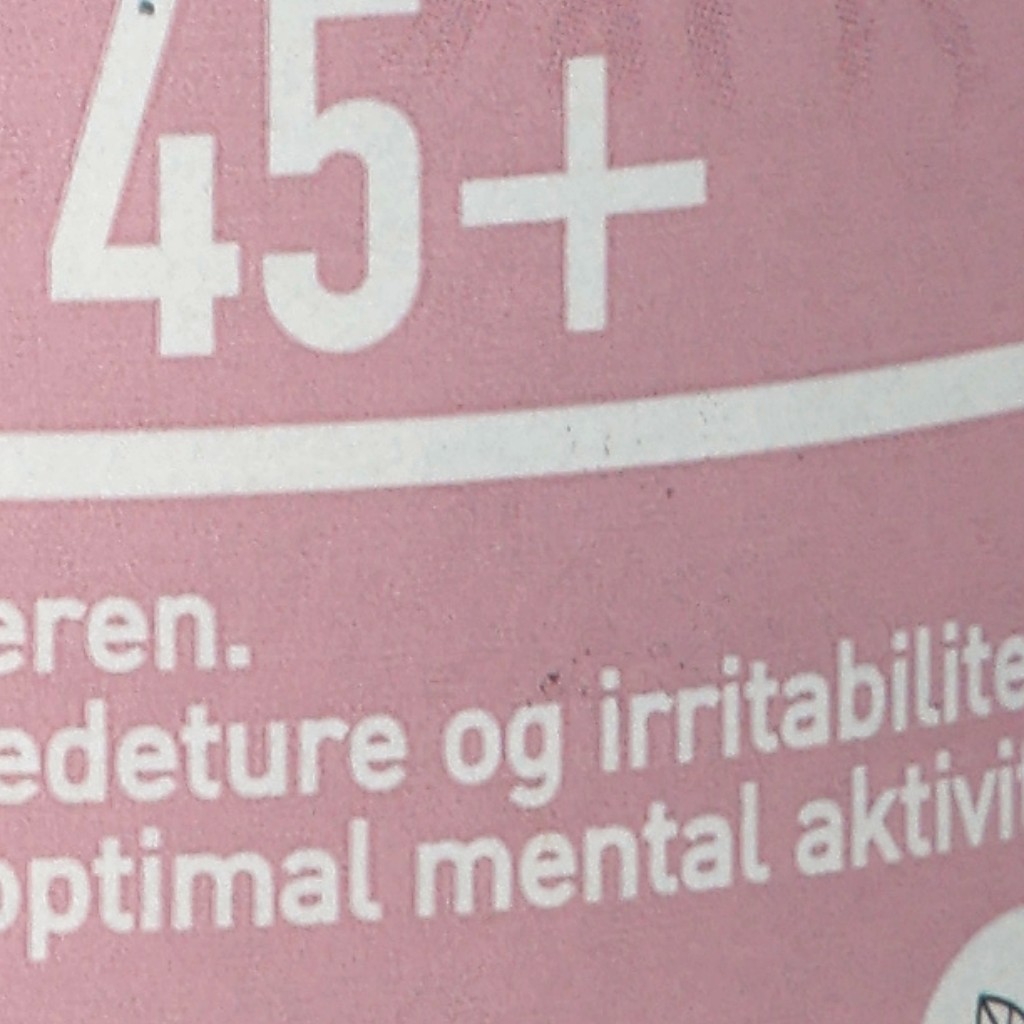 45+
eren.
edeture og irritabilite
optimal mental aktivit